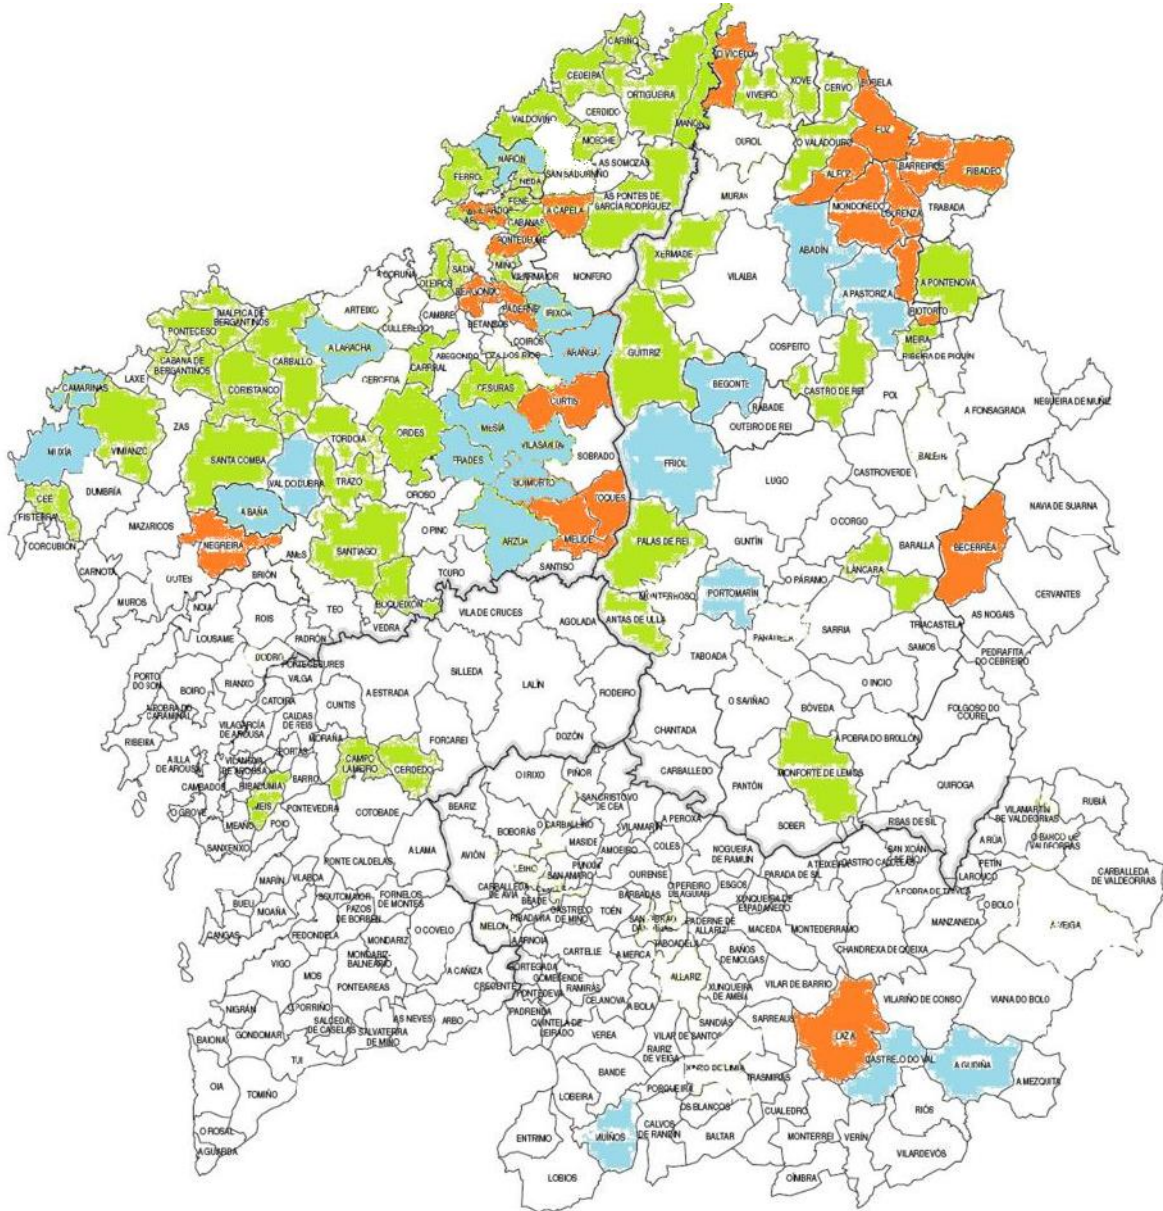 CARIÑO
O VICEDO
CEDEIRA
ORTIGUEIRA
VIVEIRO
XOVE
CERVO
BURELA
CERDIDO
VALDOVIÑO
MOECHE
OUROL
O VALADOURO
FOZ
NARON
AS SOMOZAS
SAN SADURNIÑO
FERROL
NEDA
FENE
AS PONTES DE
GARCÍA RODRÍGUEZ
MURAS
ALFOZ
BARREIROS
RIBADEO
MONDOÑEDO
LOURENZA
TRABADA
A CAPELA
CABANAS
PONTEDEUME
XERMADE
ABADÍN
MIÑO
VILARMAIOR
MONFERO
VILALBA
A PASTORIZA
A PONTENOVA
A CORUÑA
OLEIROS
SADA
BERGONDO
PADERNE
IRIXOA
RIOTORTO
ARTEIXO
CULLEREDO
CAMBRE
BETANZOS
COIRÓS
ARANGA
GUITIRIZ
COSPEITO
MEIRA
RIBEIRA DE PIQUÍN
MALPICA DE
BERGANTIÑOS
PONTECESO
CABANA DE
BERGANTIÑOS
CARBALLO
A LARACHA
CERCEDA
CARRAL
ABEGONDO
CESURAS
CURTIS
BEGONTE
RABADE
CASTRO DE REI
POL
A FONSAGRADA
NEGUEIRA DE MUÑIZ
CAMARIÑAS
LAXE
CORISTANCO
ZAS
VIMIANZO
MUXÍA
SANTA COMBA
TORDOIA
ORDES
MESÍA
VILASANTAR
FRADES
SOBRADO
FRIOL
OUTEIRO DE REI
LUGO
CASTROVERDE
BALEIRA
NAVIA DE SUARNA
DUMBRÍA
CEE
FISTERRA
CORCUBIÓN
VAL DO DUBRA
TRAZO
OROSO
BOIMORTO
TOQUES
A BAÑA
MAZARICOS
NEGREIRA
AMES
SANTIAGO
O PINO
ARZUA
MELIDE
SANTISO
PALAS DE REI
GUNTÍN
O CORGO
BARALLA
BECERREÁ
LÁNCARA
CERVANTES
CARNOTA
MUROS
OUTES
BRIÓN
NOIA
ROIS
TEO
TOURO
BOQUEIXÓN
VEDRA
PADRÓN
LOUSAME
VILA DE CRUCES
AGOLADA
MONTERROSO
ANTAS DE ULLA
PORTOMARÍN
O PÁRAMO
PARADELA
SARRIA
TRIACASTELA
AS NOGAIS
SAMOS
PEDRAFITA
DO CEBREIRO
DODRO
PONTECESURES
VALGA
PORTO
DO SON
BOIRO
RIANXO
CATOIRA
CUNTIS
A ESTRADA
SILLEDA
LALÍN
RODEIRO
TABOADA
O SAVIÑAO
O INCIO
BÓVEDA
FOLGOSO DO
COUREL
A POBRA DO
CARAMIÑAL
RIBEIRA
VILAGARCÍA
DE AROUSA
CALDAS
DE REIS
MORAÑA
PORTAS
FORCAREI
DOZÓN
CHANTADA
A POBRA DO BROLLÓN
A ILLA
DE AROUSA
VILANOVA
DE AROUSA
CAMBADOS
RIBADUMIA
BARRO
CAMPO
LAMEIRO
CERDEDO
O IRIXO
PIÑOR
CARBALLEDO
PANTÓN
MONFORTE DE LEMOS
QUIROGA
O GROVE
MEIS
MEAÑO
POIO
SANXENXO
PONTEVEDRA
COTOBADE
BEARIZ
SAN CRISTOVO
DE CEA
BOBORÁS
O CARBALLIÑO
VILAMARÍN
A PEROXA
SOBER
RIBAS DE SIL
VILAMARTÍN
DE VALDEORRAS
RUBIÁ
A RÚA
O BARCO DE
VALDEORRAS
MASIDE
AMOEIRO
COLES
NOGUEIRA
DE RAMUÍN
A TEIXEIRA
CASTRO CALDELAS
SAN XOÁN
DE RÍO
PETÍN
LAROUCO
CARBALLEDA
DE VALDEORRAS
A LAMA
AVIÓN
LEIRO
PUNXÍN
SAN AMARO
OURENSE
PARADA DE SIL
A POBRA DE TRIVES
O BOLO
PONTE CALDELAS
MARÍN
VILABOA
SOUTOMAIOR
FORNELOS
DE MONTES
CARBALLEDA
DE AVIA
BEADE
CASTRELO
DE MIÑO
BARBADAS
O PEREIRO
DE AGUIAR
ESGOS
XUNQUEIRA DE
ESPADANEDO
MANZANEDA
A VEIGA
BUEU
MOAÑA
PAZOS
DE BORBÉN
TOÉN
RIBADAVIA
MELON
PADERNE DE
ALLARIZ
MACEDA
MONTEDERRAMO
CHANDREXA DE QUEIXA
CANGAS
REDONDELA
MONDARIZ
O COVELO
A ARNOIA
CARTELLE
A MERCA
TABOADELA
BAÑOS
DE MOLGAS
VIGO
MOS
MONDARIZ-
BALNEARIO
PONTEAREAS
A CAÑIZA
CRECENTE
CORTEGADA
GOMESENDE
PONTEDEVA
RAMIRÁS
CELANOVA
A BOLA
ALLARIZ
XUNQUEIRA
DE AMBÍA
VILAR DE BARRIO
VILARIÑO DE CONSO
VIANA DO BOLO
NIGRÁN
O PORRIÑO
SALCEDA
DE CASELAS
SALVATERRA
DE MIÑO
AS NEVES
ARBO
PADRENDA
QUINTELA DE
LEIRADO
VEREA
VILAR DE SANTOS
SANDIÁS
SARREAUS
LAZA
BAIONA
GONDOMAR
TUI
RAIRIZ
DE VEIGA
XINZO DE LIMIA
TRASMIRAS
CASTRELO DO VAL
A GUDIÑA
A MEZQUITA
OIA
TOMIÑO
BANDE
LOBEIRA
PORQUEIRA
OS BLANCOS
CUALEDRO
RIÓS
O ROSAL
A GUARDA
ENTRIMO
MUIÑOS
CALVOS
DE RANDÍN
BALTAR
MONTERREI
VERÍN
VILARDEVÓS
LOBIOS
OÍMBRA